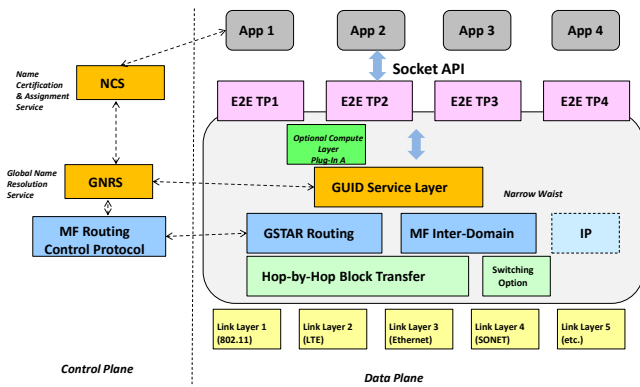 App 1
App 2
App 3
App 4
Socket API
Name
Certification
& Assignment
Service
NCS
E2E TP1
E2E TP2
E2E TP3
E2E TP4
Optional Compute
Layer
Plug-In A
Global Name
Resolution
Service
GNRS
GUID Service Layer
Narrow Waist
MF Routing
Control Protocol
GSTAR Routing
MF Inter-Domain
IP
Hop-by-Hop Block Transfer
Switching
Option
Link Layer 1
(802.11)
Link Layer 2
(LTE)
Link Layer 3
(Ethernet)
Link Layer 4
(SONET)
Link Layer 5
(etc.)
Control Plane
Data Plane